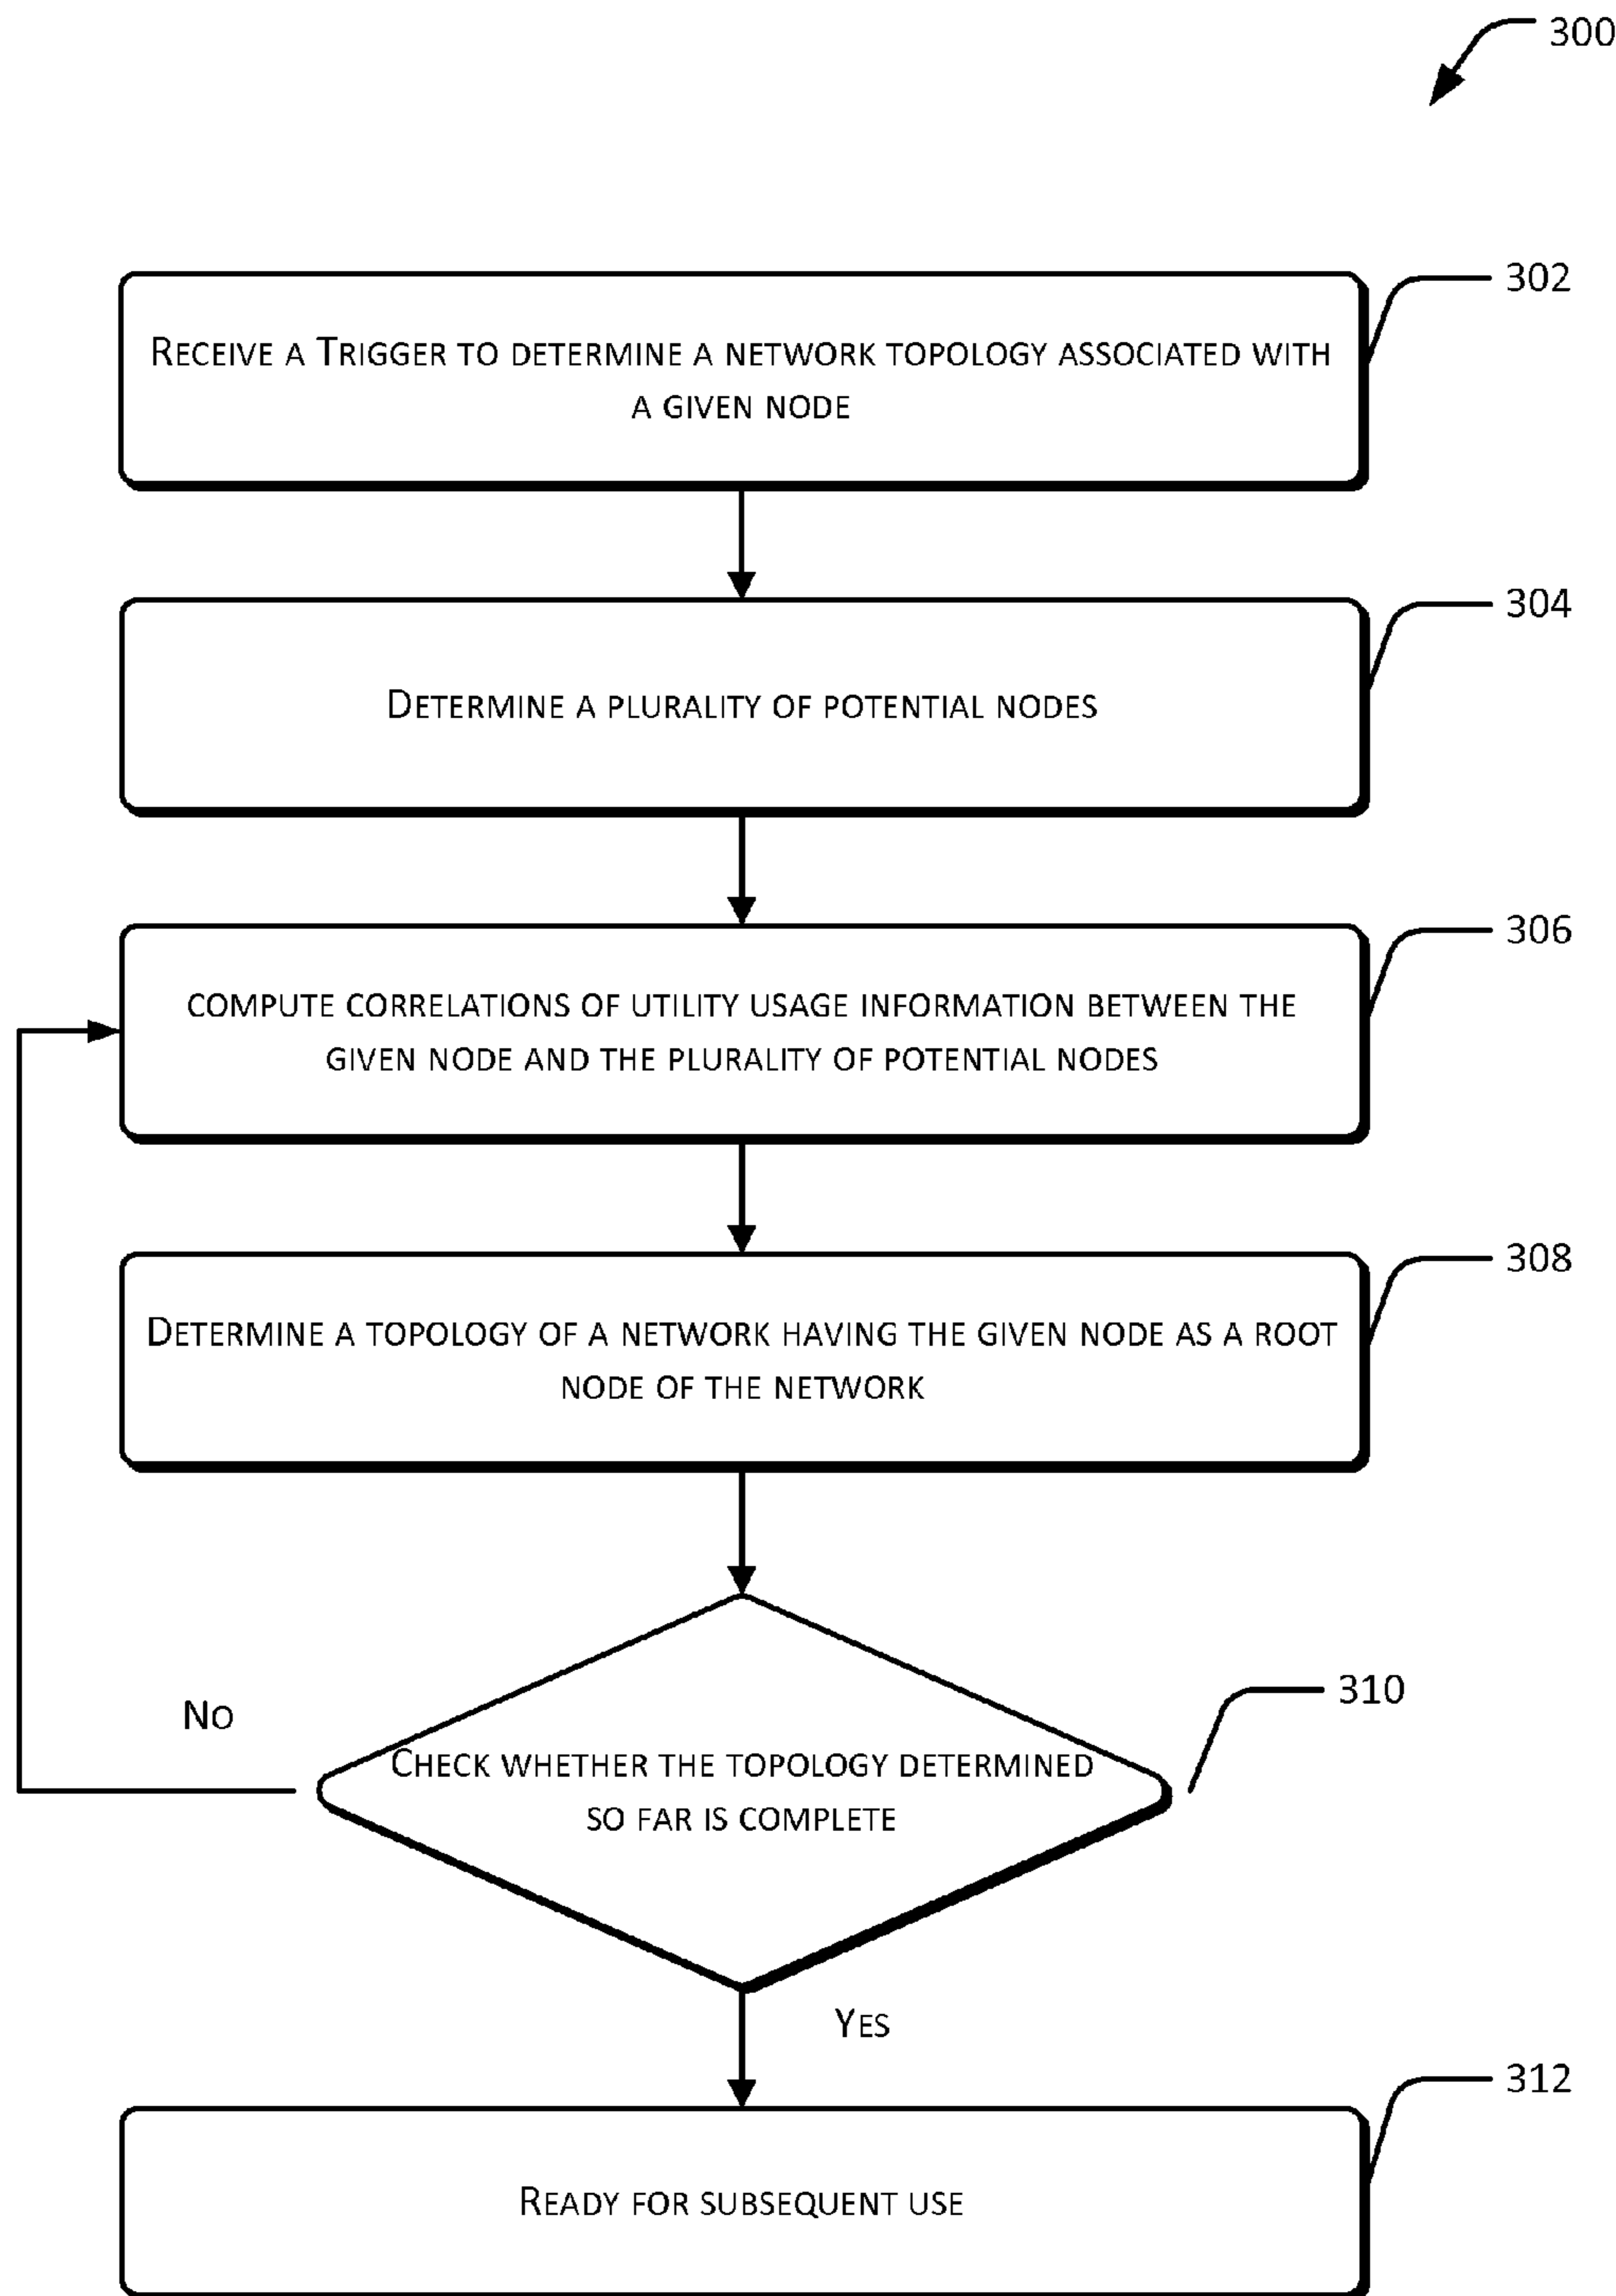 300
302
Receive a Trigger to determine a network topology associated with
a given node
304
Determine a plurality of potential nodes
306
compute correlations of utility usage information between the
given node and the plurality of potential nodes
308
Determine a topology of a network having the given node as a root
node of the network
310
No
Check whether the topology determined
so far is complete
Yes
312
Ready for subsequent use